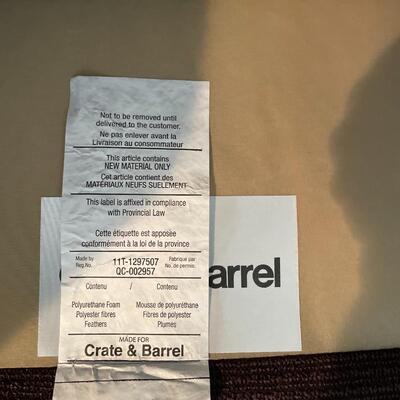 Not to be removed until
delivered to the customer.
Ne pas enlever avant la
Livraison au consommateur
This article contains
NEW MATERIAL ONLY
Cet article contient des
MATÉRIAUX NEUFS SUELEMENT
This label is affixed in compliance
with Provincial Law
Cette étiquette est apposée
conformément à la loi de la province
Made by 11T-1297507 Fabrique par
Reg.No. QC-002957 No. de permis.
Contenu / Contenu
Polyurethane Foam Mousse de polyuréthane
Polyester fibres Fibres de polyester
Feathers Plumes
MADE FOR
Crate & Barrel
arrel